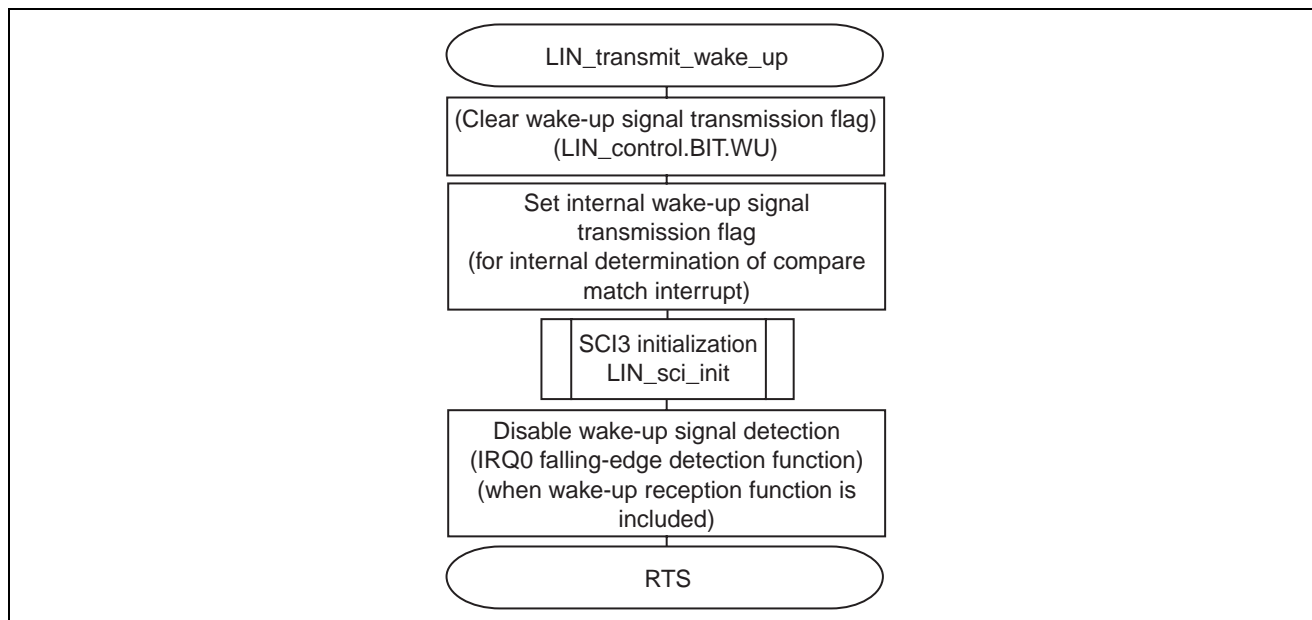 LIN_transmit_wake_up
(Clear wake-up signal transmission flag)
(LIN_control.BIT.WU)
Set internal wake-up signal
transmission flag
(for internal determination of compare
match interrupt)
SCI3 initialization
LIN_sci_init
Disable wake-up signal detection
(IRQ0 falling-edge detection function)
(when wake-up reception function is
included)
RTS